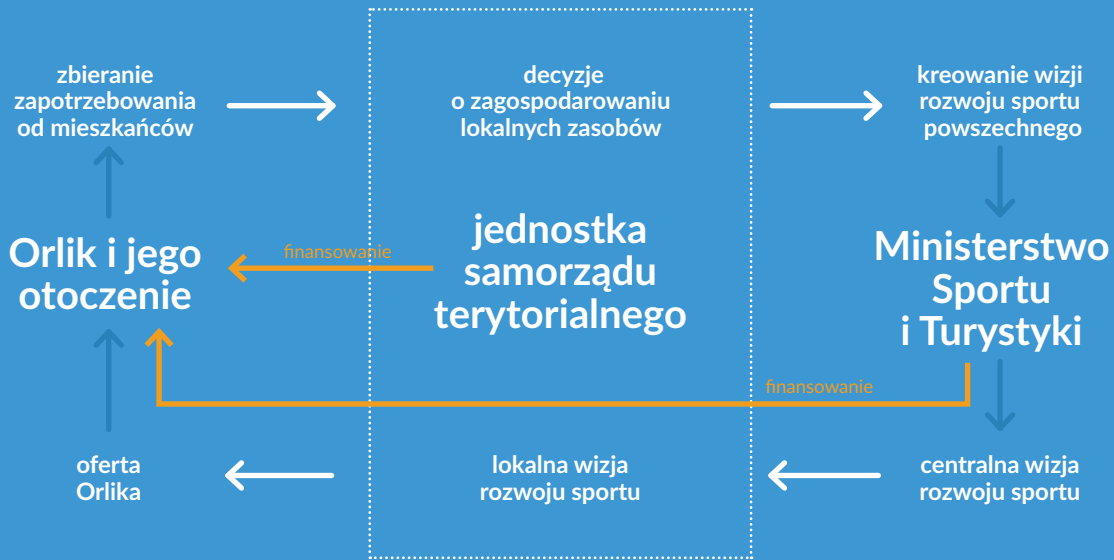 zbieranie
zapotrzebowania
od mieszkańców
decyzje
o zagospodarowaniu
lokalnych zasobów
kreowanie wizji
rozwoju sportu
powszechnego
Orlik i jego
otoczenie
finansowanie
jednostka
samorządu
terytorialnego
Ministerstwo
Sportu
i Turystyki
finansowanie
oferta
Orlika
lokalna wizja
rozwoju sportu
centralna wizja
rozwoju sportu